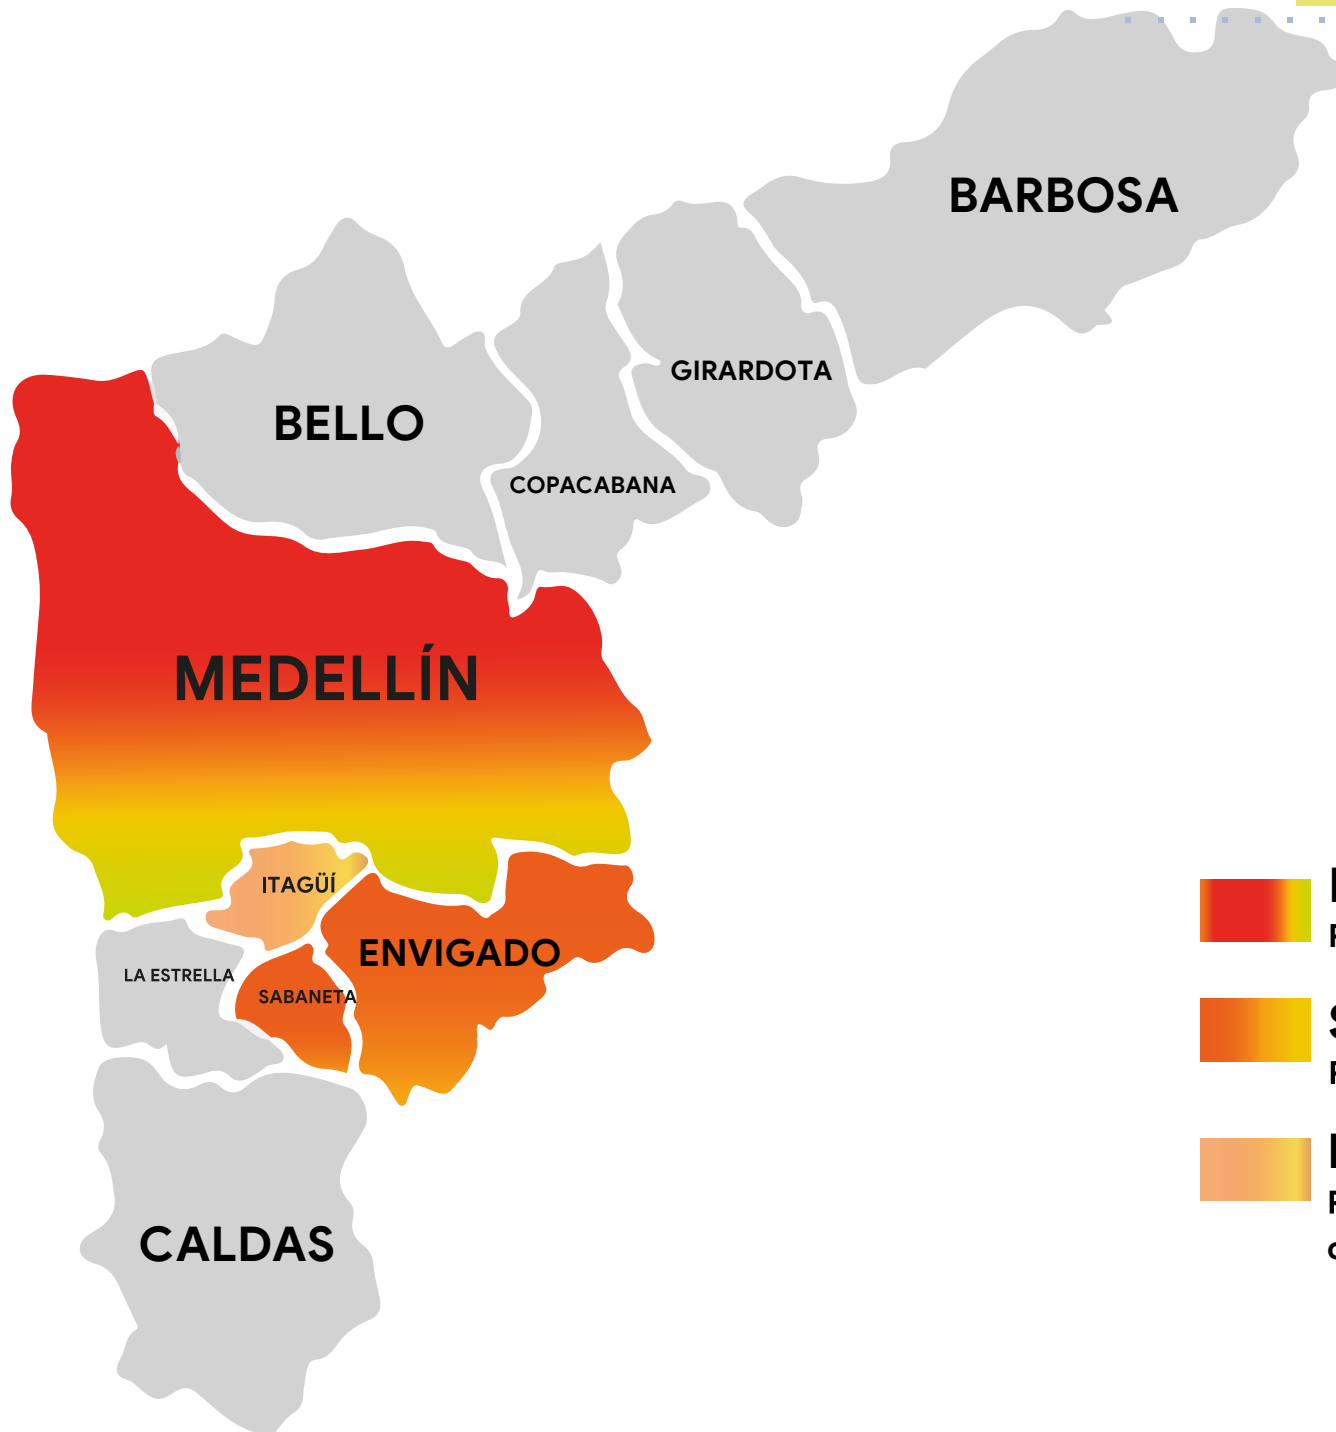 BARBOSA
GIRARDOTA
BELLO
COPACABANA
MEDELLÍN
ITAGÜÍ
ENVIGADO
LA ESTRELLA
SABANETA
CALDAS